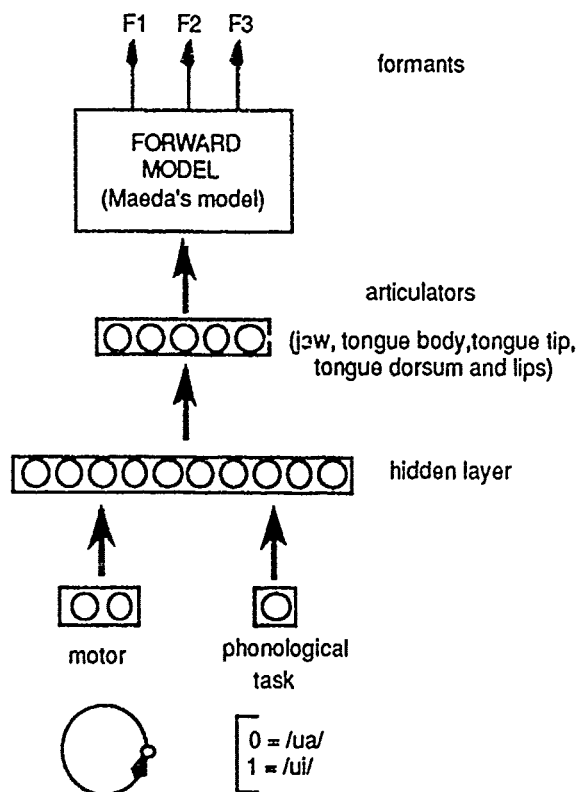 F1 F2 F3
formants
FORWARD
MODEL
(Maeda's model)
articulators
(jaw, tongue body,tongue tip,
tongue dorsum and lips)
hidden layer
motor
phonological
task
0 = /ua/
1 = /ui/